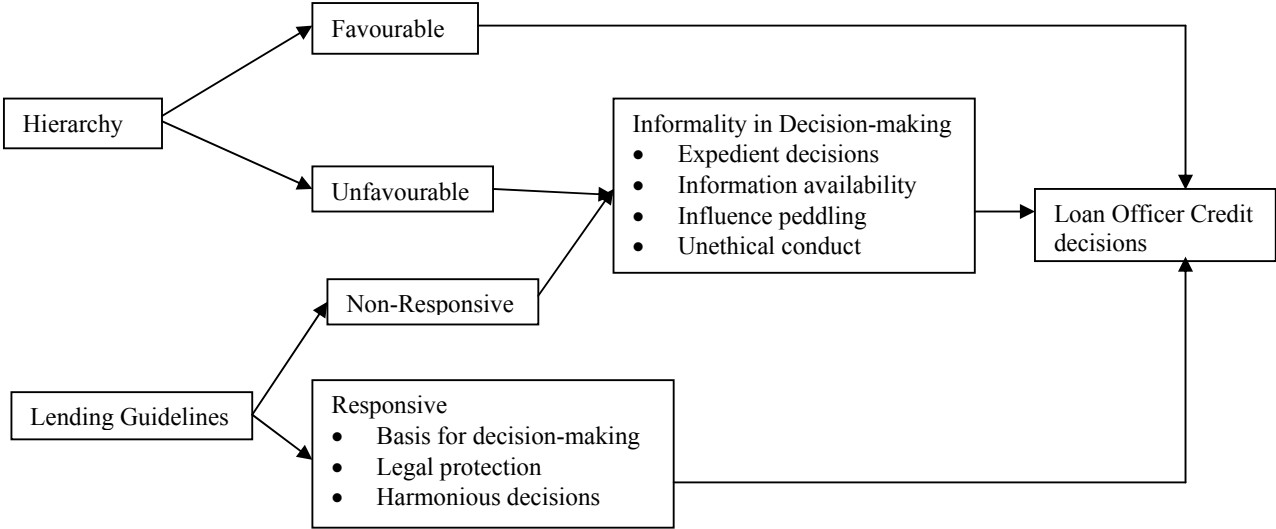 Favourable
Hierarchy
Unfavourable
Informality in Decision-making
• Expedient decisions
• Information availability
• Influence peddling
• Unethical conduct
Loan Officer Credit
decisions
Non-Responsive
Lending Guidelines
Responsive
• Basis for decision-making
• Legal protection
• Harmonious decisions